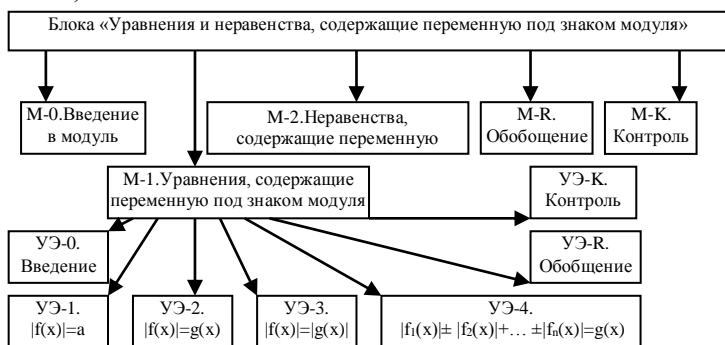 Блока «Уравнения и неравенства, содержащие переменную под знаком модуля»
М-0.Введение
в модуль
М-2.Неравенства,
содержащие переменную
М-R.
Обобощение
М-К.
Контроль
М-1.Уравнения, содержащие
переменную под знаком модуля
УЭ-К.
Контроль
УЭ-0.
Введение
УЭ-R.
Обобщение
УЭ-1.
|f(x)|=a
УЭ-2.
|f(x)|=g(x)
УЭ-3.
|f(x)|=|g(x)|
УЭ-4.
|f₁(x)|± |f₂(x)|+… ±|fₙ(x)|=g(x)